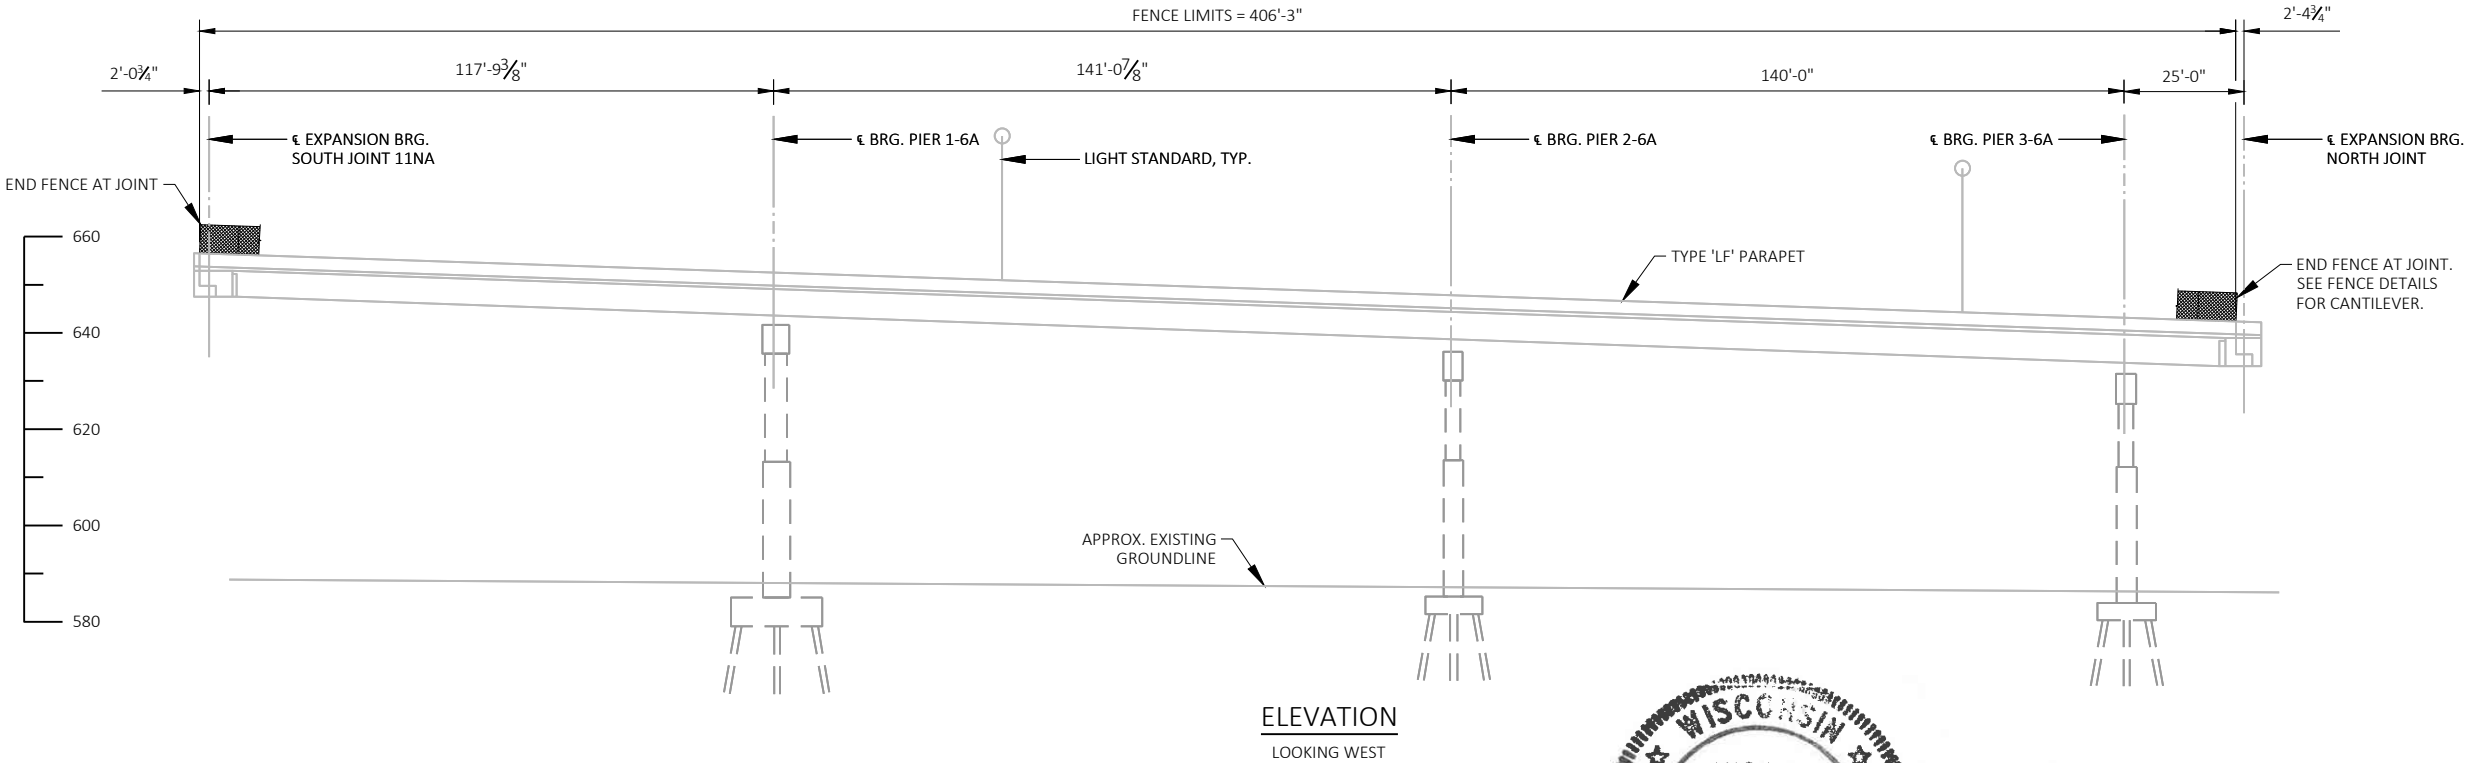 FENCE LIMITS = 406'-3"
2'-4¾"
2'-0¾"
117'-9⅜"
141'-0⅞"
140'-0"
25'-0"
℄ EXPANSION BRG.
SOUTH JOINT 11NA
℄ BRG. PIER 1-6A
LIGHT STANDARD, TYP.
℄ BRG. PIER 2-6A
℄ BRG. PIER 3-6A
℄ EXPANSION BRG.
NORTH JOINT
END FENCE AT JOINT
TYPE 'LF' PARAPET
END FENCE AT JOINT.
SEE FENCE DETAILS
FOR CANTILEVER.
660
640
620
600
580
APPROX. EXISTING
GROUNDLINE
ELEVATION
LOOKING WEST
WISCONSIN